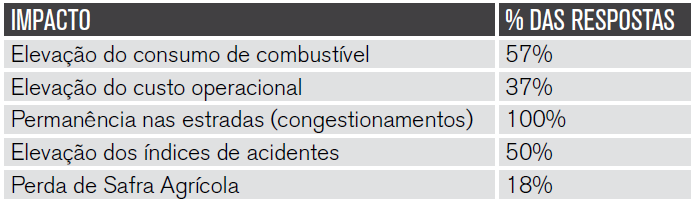 IMPACTO % DAS RESPOSTAS
Elevação do consumo de combustível 57%
Elevação do custo operacional 37%
Permanência nas estradas (congestionamentos) 100%
Elevação dos índices de acidentes 50%
Perda de Safra Agrícola 18%